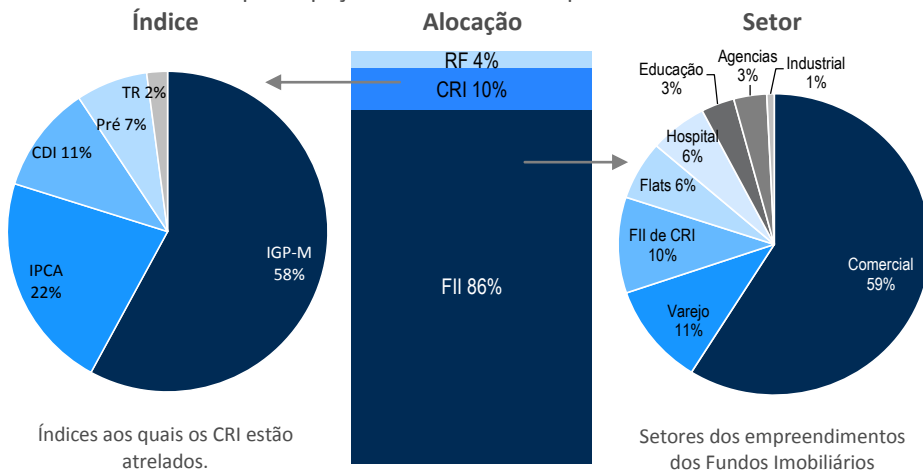 Índice
Alocação
Setor
TR 2%
Pré 7%
CDI 11%
IPCA
22%
IGP-M
58%
Índices aos quais os CRI estão
atrelados.
RF 4%
CRI 10%
FII 86%
Educação
3%
Agencias
3%
Industrial
1%
Hospital
6%
Flats 6%
FII de CRI
10%
Varejo
11%
Comercial
59%
Setores dos empreendimentos
dos Fundos Imobiliários